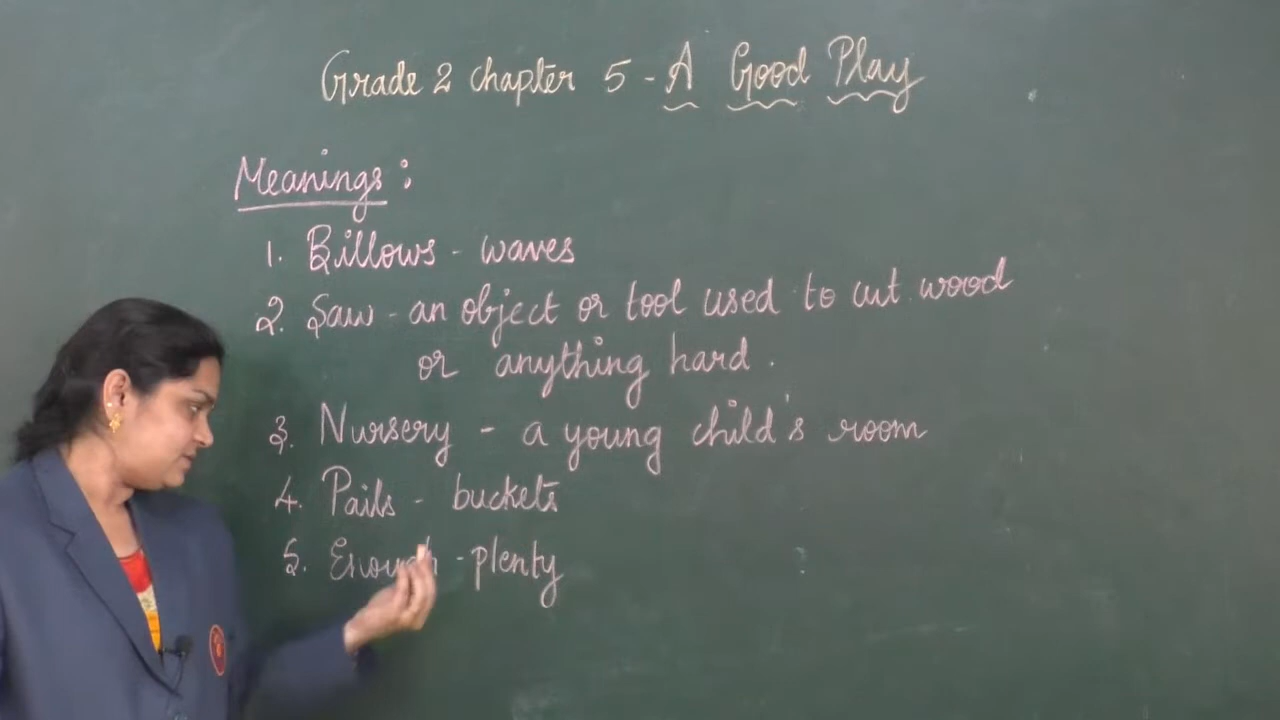 Grade 2 Chapter 5 - A Good Play
Meanings :
1. Billows - waves
2. Saw - an object or tool used to cut wood
or anything hard .
3. Nursery - a young child's room
4. Pails - buckets
5. Enough - plenty